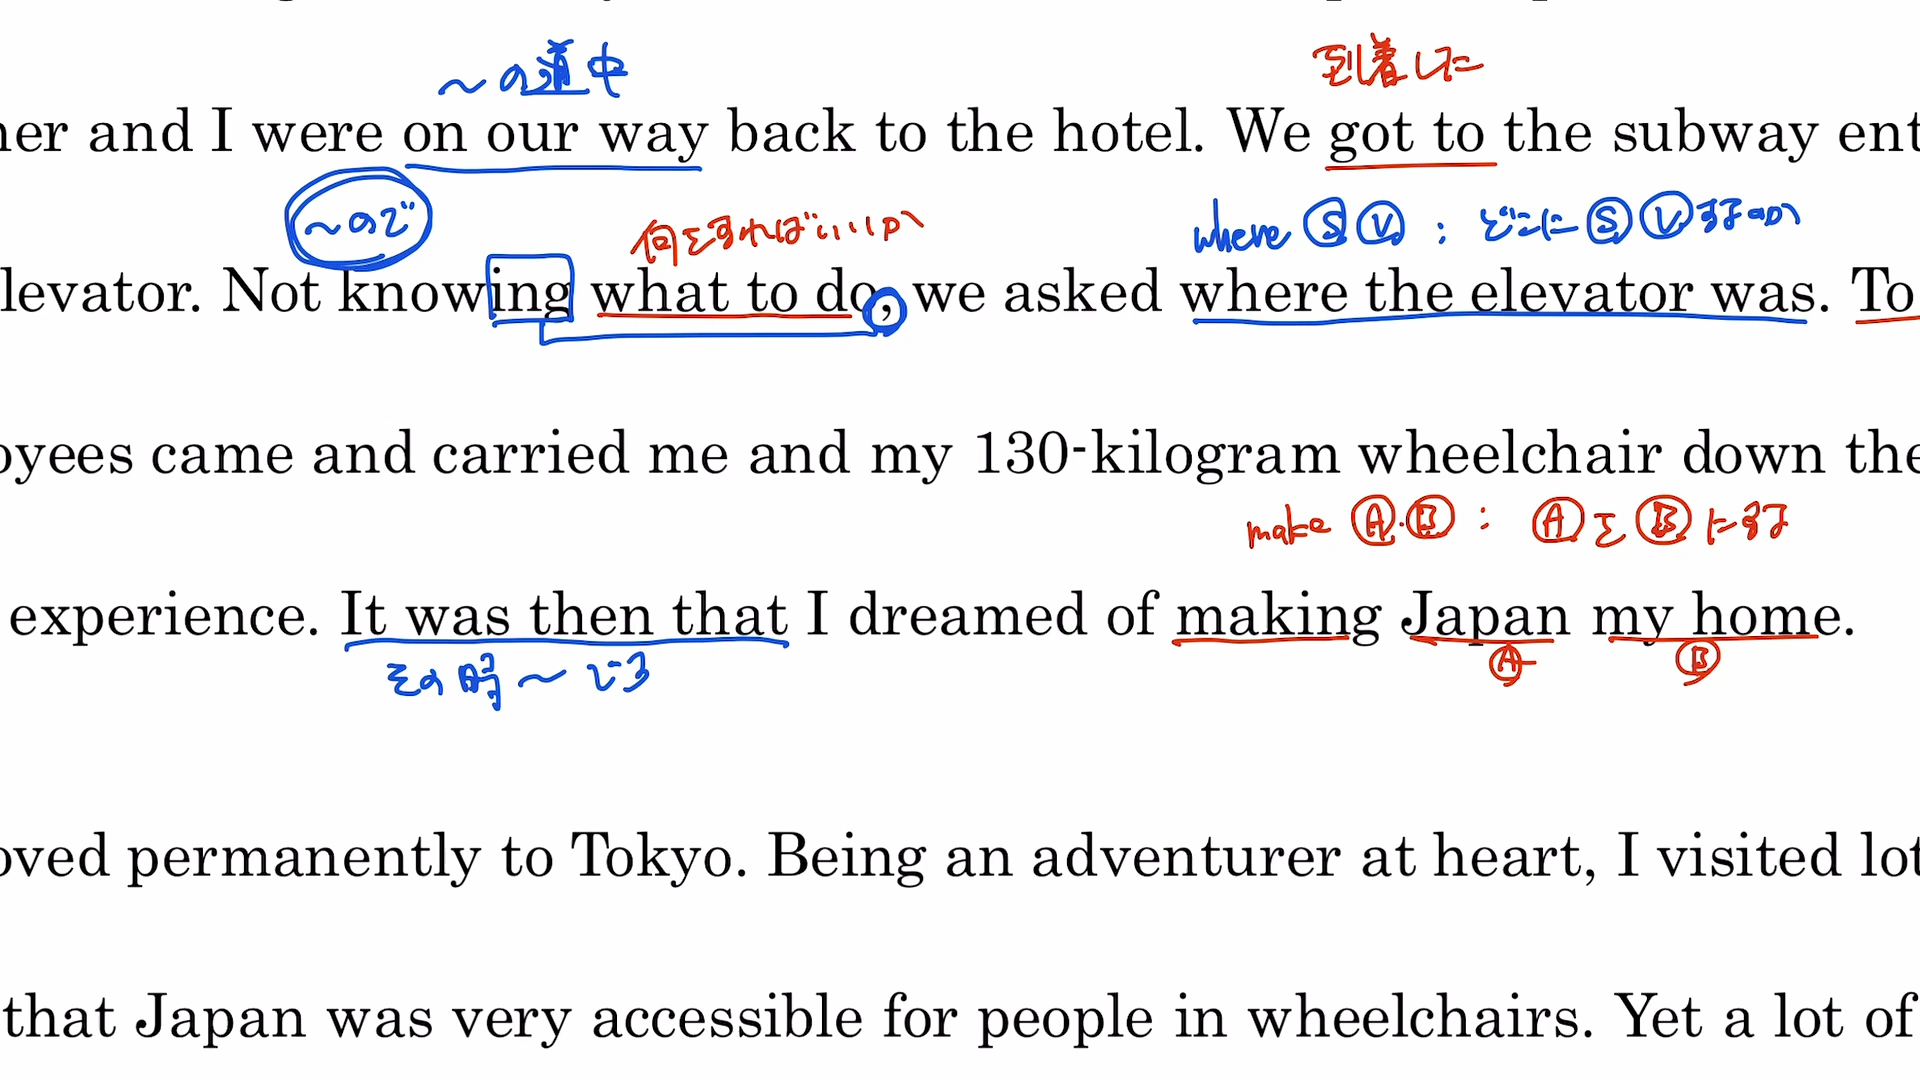 〜の道中 到着した
her and I were on our way back to the hotel. We got to the subway ent
〜ので 何をすればいいか where Ⓢ Ⓥ : どこに Ⓢ Ⓥ するのか
levator. Not knowing what to do, we asked where the elevator was. To
oyees came and carried me and my 130-kilogram wheelchair down the
make Ⓐ・Ⓑ : Ⓐ を Ⓑ にする
experience. It was then that I dreamed of making Japan my home.
その時〜である Ⓐ Ⓑ
oved permanently to Tokyo. Being an adventurer at heart, I visited lot
that Japan was very accessible for people in wheelchairs. Yet a lot of